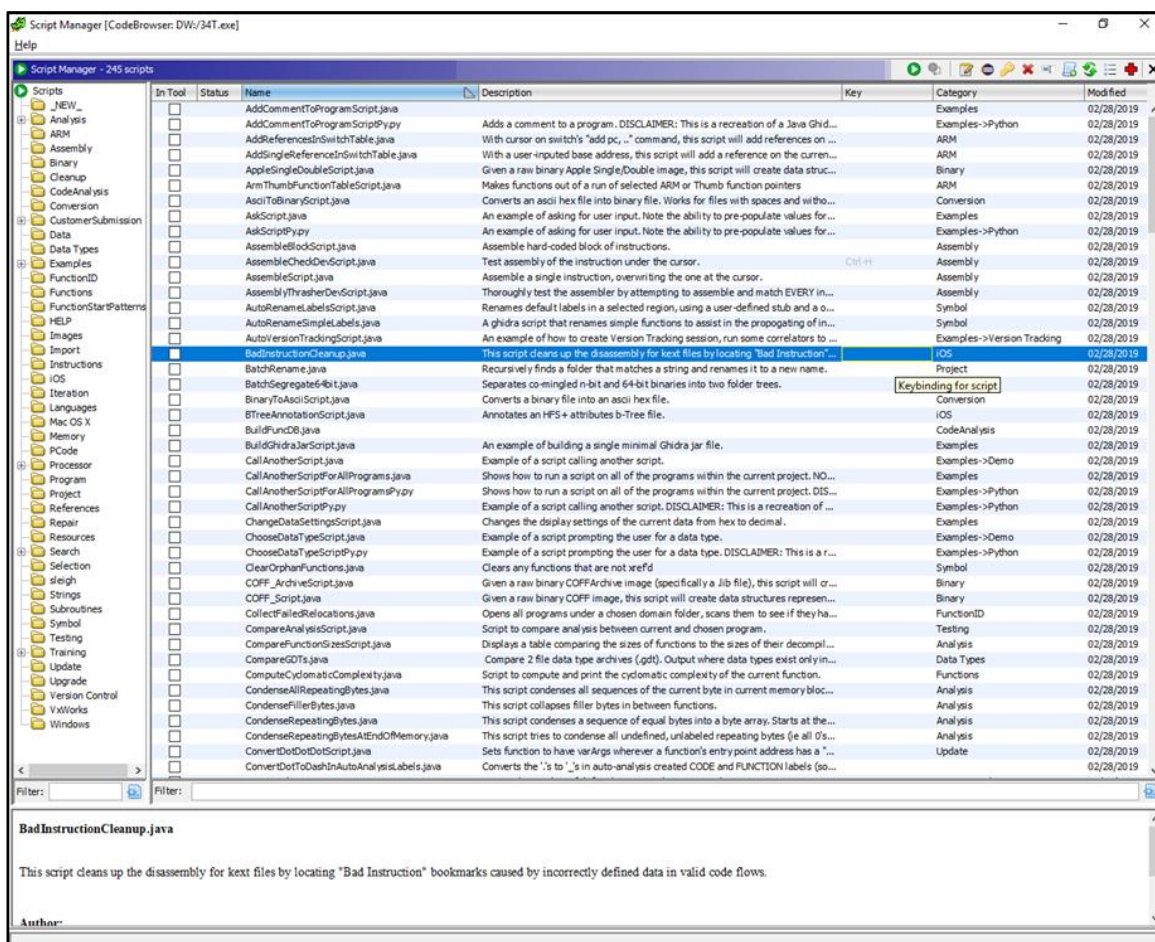 Script Manager [CodeBrowser: DW:/34T.exe]
Help
Script Manager - 245 scripts
Scripts
_NEW_
Analysis
ARM
Assembly
Binary
Cleanup
CodeAnalysis
Conversion
CustomerSubmission
Data
Data Types
Examples
FunctionID
Functions
FunctionStartPatterns
HELP
Images
Import
Instructions
iOS
Iteration
Languages
Mac OS X
Memory
PCode
Processor
Program
Project
References
Repair
Resources
Search
Selection
sleigh
Strings
Subroutines
Symbol
Testing
Training
Update
Upgrade
Version Control
VxWorks
Windows
In Tool Status Name Description Key Category Modified
AddCommentToProgramScript.java Examples 02/28/2019
AddCommentToProgramScriptPy.py Adds a comment to a program. DISCLAIMER: This is a recreation of a Java Ghid... Examples->Python 02/28/2019
AddReferencesInSwitchTable.java With cursor on switch's "add pc, .." command, this script will add references on ... ARM 02/28/2019
AddSingleReferenceInSwitchTable.java With a user-inputed base address, this script will add a reference on the curren... ARM 02/28/2019
AppleSingleDoubleScript.java Given a raw binary Apple Single/Double image, this script will create data struc... Binary 02/28/2019
ArmThumbFunctionTableScript.java Makes functions out of a run of selected ARM or Thumb function pointers ARM 02/28/2019
AsciiToBinaryScript.java Converts an ascii hex file into binary file. Works for files with spaces and witho... Conversion 02/28/2019
AskScript.java An example of asking for user input. Note the ability to pre-populate values for... Examples 02/28/2019
AskScriptPy.py An example of asking for user input. Note the ability to pre-populate values for... Examples->Python 02/28/2019
AssembleBlockScript.java Assemble hard-coded block of instructions. Assembly 02/28/2019
AssembleCheckDevScript.java Test assembly of the instruction under the cursor. Ctrl-H Assembly 02/28/2019
AssembleScript.java Assemble a single instruction, overwriting the one at the cursor. Assembly 02/28/2019
AssemblyThrasherDevScript.java Thoroughly test the assembler by attempting to assemble and match EVERY in... Assembly 02/28/2019
AutoRenameLabelsScript.java Renames default labels in a selected region, using a user-defined stub and a o... Symbol 02/28/2019
AutoRenameSimpleLabels.java A ghidra script that renames simple functions to assist in the propogating of in... Symbol 02/28/2019
AutoVersionTrackingScript.java An example of how to create Version Tracking session, run some correlators to ... Examples->Version Tracking 02/28/2019
BadInstructionCleanup.java This script cleans up the disassembly for kext files by locating "Bad Instruction"... iOS 02/28/2019
BatchRename.java Recursively finds a folder that matches a string and renames it to a new name. Project 02/28/2019
BatchSegregate64bit.java Separates co-mingled n-bit and 64-bit binaries into two folder trees. Keybinding for script 02/28/2019
BinaryToAsciiScript.java Converts a binary file into an ascii hex file. Conversion 02/28/2019
BTreeAnnotationScript.java Annotates an HFS+ attributes b-Tree file. iOS 02/28/2019
BuildFuncDB.java CodeAnalysis 02/28/2019
BuildGhidraJarScript.java An example of building a single minimal Ghidra jar file. Examples 02/28/2019
CallAnotherScript.java Example of a script calling another script. Examples->Demo 02/28/2019
CallAnotherScriptForAllPrograms.java Shows how to run a script on all of the programs within the current project. NO... Examples 02/28/2019
CallAnotherScriptForAllProgramsPy.py Shows how to run a script on all of the programs within the current project. DIS... Examples->Python 02/28/2019
CallAnotherScriptPy.py Example of a script calling another script. DISCLAIMER: This is a recreation of ... Examples->Python 02/28/2019
ChangeDataSettingsScript.java Changes the dsiplay settings of the current data from hex to decimal. Examples 02/28/2019
ChooseDataTypeScript.java Example of a script prompting the user for a data type. Examples->Demo 02/28/2019
ChooseDataTypeScriptPy.py Example of a script prompting the user for a data type. DISCLAIMER: This is a r... Examples->Python 02/28/2019
ClearOrphanFunctions.java Clears any functions that are not xref'd Symbol 02/28/2019
COFF_ArchiveScript.java Given a raw binary COFFArchive image (specifically a .lib file), this script will cr... Binary 02/28/2019
COFF_Script.java Given a raw binary COFF image, this script will create data structures represen... Binary 02/28/2019
CollectFailedRelocations.java Opens all programs under a chosen domain folder, scans them to see if they ha... FunctionID 02/28/2019
CompareAnalysisScript.java Script to compare analysis between current and chosen program. Testing 02/28/2019
CompareFunctionSizesScript.java Displays a table comparing the sizes of functions to the sizes of their decompil... Analysis 02/28/2019
CompareGDTs.java Compare 2 file data type archives (.gdt). Output where data types exist only in... Data Types 02/28/2019
ComputeCyclomaticComplexity.java Script to compute and print the cyclomatic complexity of the current function. Functions 02/28/2019
CondenseAllRepeatingBytes.java This script condenses all sequences of the current byte in current memory bloc... Analysis 02/28/2019
CondenseFillerBytes.java This script collapses filler bytes in between functions. Analysis 02/28/2019
CondenseRepeatingBytes.java This script condenses a sequence of equal bytes into a byte array. Starts at the... Analysis 02/28/2019
CondenseRepeatingBytesAtEndOfMemory.java This script tries to condense all undefined, unlabeled repeating bytes (ie all 0's... Analysis 02/28/2019
ConvertDotDotDotScript.java Sets function to have varArgs wherever a function's entry point address has a "... Update 02/28/2019
ConvertDotToDashInAutoAnalysisLabels.java Converts the '.'s to '_'s in auto-analysis created CODE and FUNCTION labels (so... 02/28/2019
Filter: Filter:
BadInstructionCleanup.java
This script cleans up the disassembly for kext files by locating "Bad Instruction" bookmarks caused by incorrectly defined data in valid code flows.
Author: